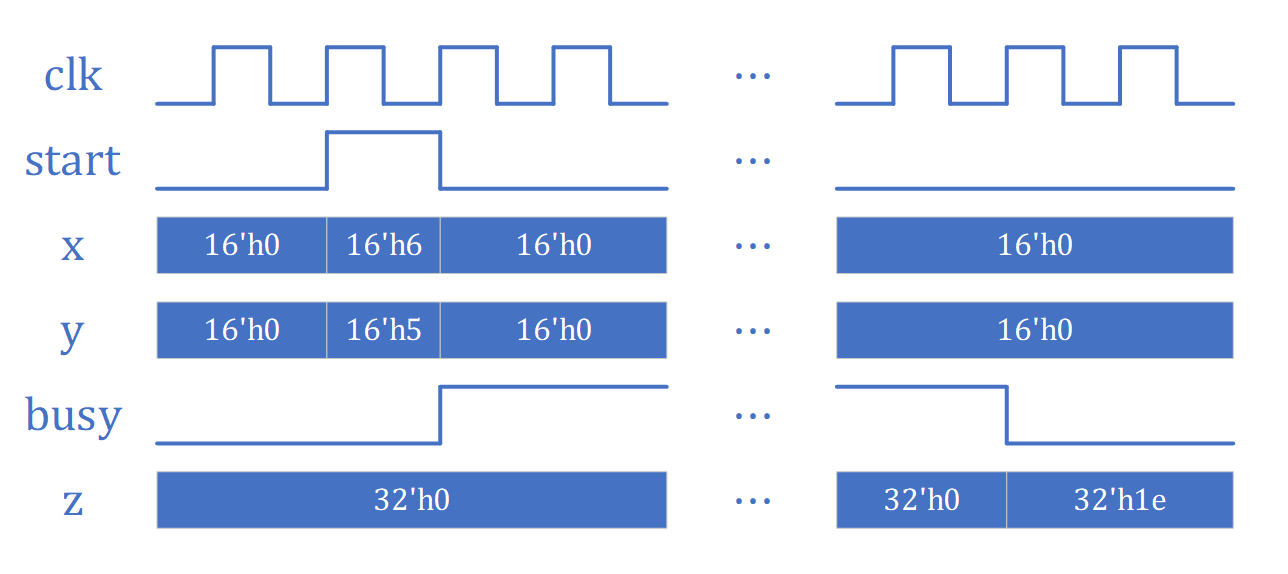 clk ...
start ...
x 16'h0 16'h6 16'h0 ... 16'h0
y 16'h0 16'h5 16'h0 ... 16'h0
busy ...
z 32'h0 ... 32'h0 32'h1e